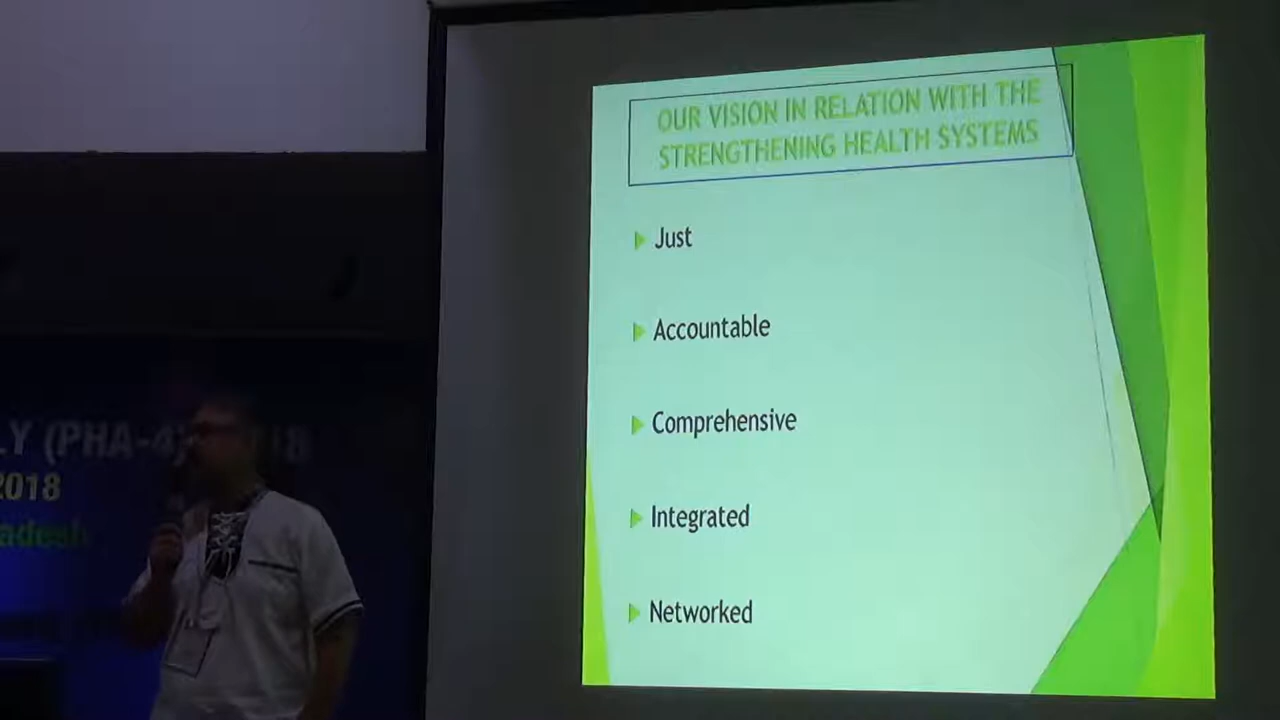 OUR VISION IN RELATION WITH THE
STRENGTHENING HEALTH SYSTEMS
Just
Accountable
Comprehensive
Integrated
Networked
LY (PHA-4) 2018
2018
adesh